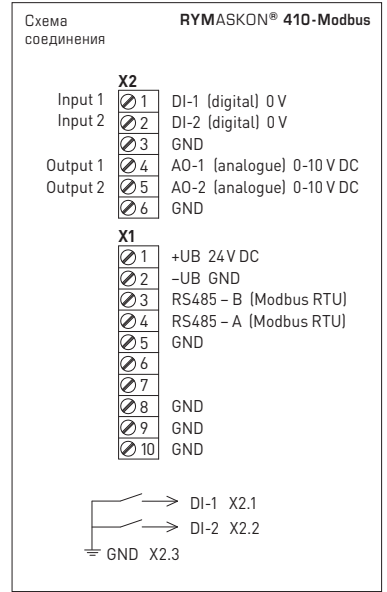 Схема RYMASKON® 410-Modbus
соединения
X2
Input 1 1 DI-1 (digital) 0 V
Input 2 2 DI-2 (digital) 0 V
3 GND
Output 1 4 AO-1 (analogue) 0-10 V DC
Output 2 5 AO-2 (analogue) 0-10 V DC
6 GND
X1
1 +UB 24V DC
2 –UB GND
3 RS485 – B (Modbus RTU)
4 RS485 – A (Modbus RTU)
5 GND
6
7
8 GND
9 GND
10 GND
DI-1 X2.1
DI-2 X2.2
GND X2.3